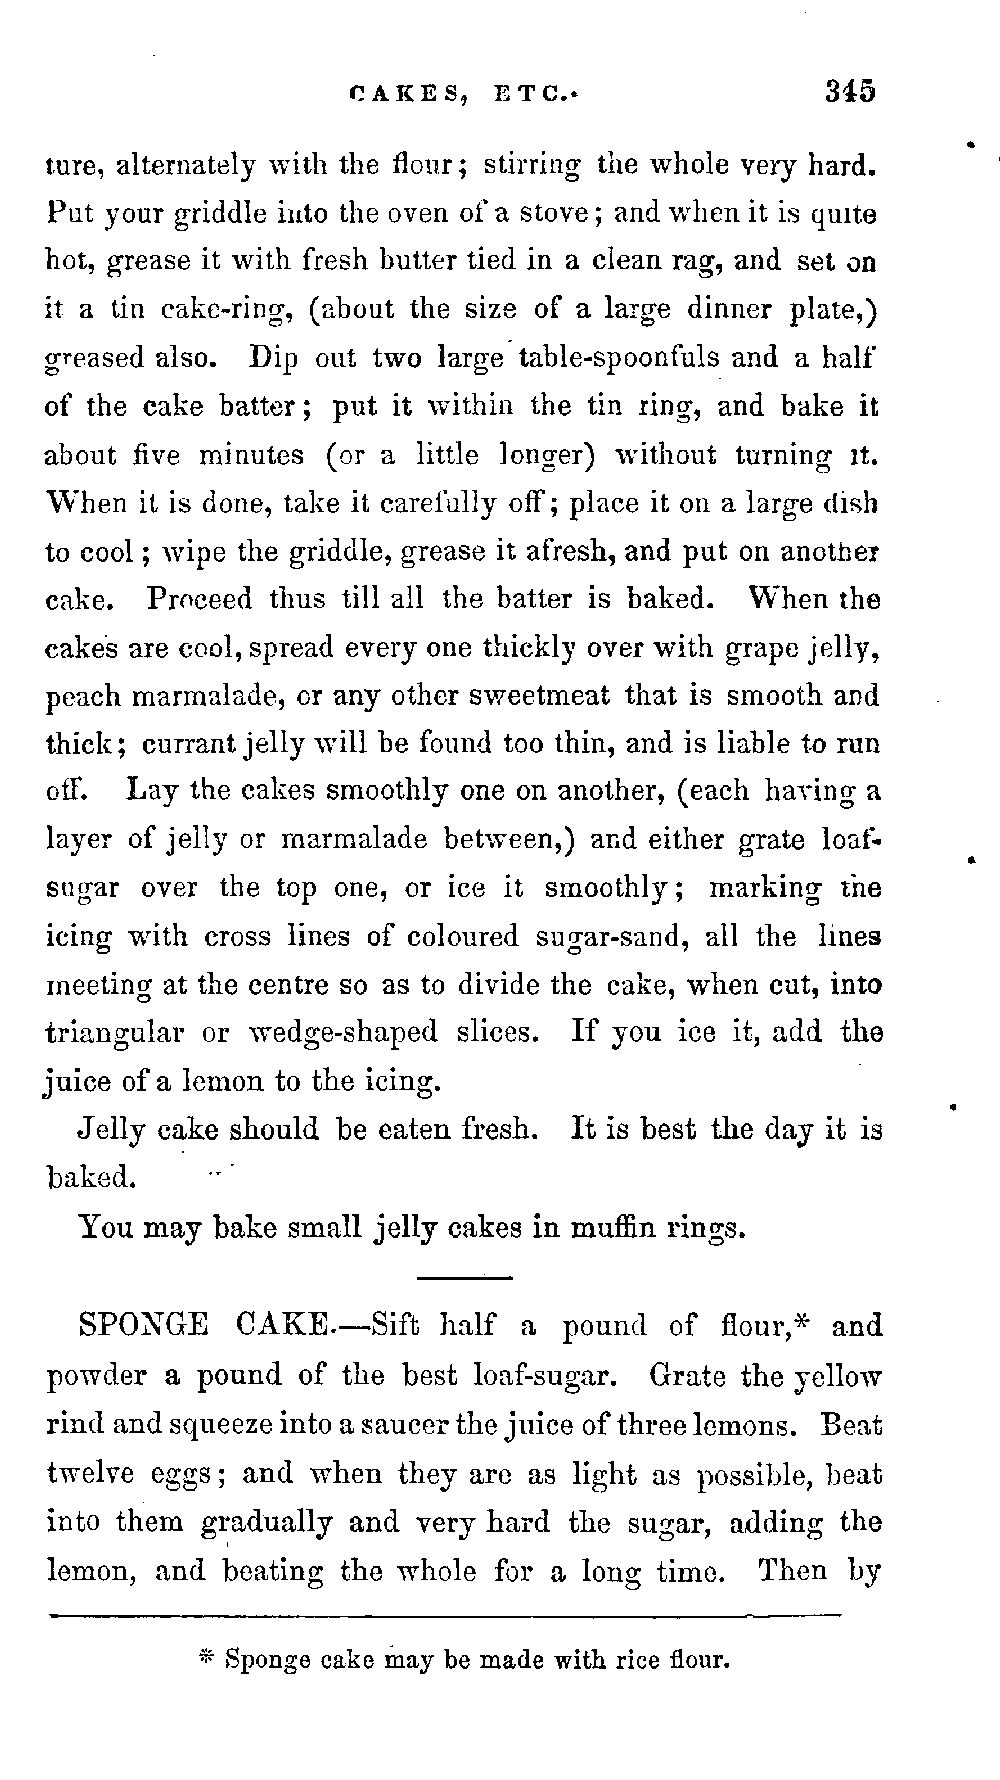 CAKES, ETC. 345
ture, alternately with the flour; stirring the whole very hard.
Put your griddle into the oven of a stove; and when it is quite
hot, grease it with fresh butter tied in a clean rag, and set on
it a tin cake-ring, (about the size of a large dinner plate,)
greased also. Dip out two large table-spoonfuls and a half
of the cake batter; put it within the tin ring, and bake it
about five minutes (or a little longer) without turning it.
When it is done, take it carefully off; place it on a large dish
to cool; wipe the griddle, grease it afresh, and put on another
cake. Proceed thus till all the batter is baked. When the
cakes are cool, spread every one thickly over with grape jelly,
peach marmalade, or any other sweetmeat that is smooth and
thick; currant jelly will be found too thin, and is liable to run
off. Lay the cakes smoothly one on another, (each having a
layer of jelly or marmalade between,) and either grate loaf-
sugar over the top one, or ice it smoothly; marking the
icing with cross lines of coloured sugar-sand, all the lines
meeting at the centre so as to divide the cake, when cut, into
triangular or wedge-shaped slices. If you ice it, add the
juice of a lemon to the icing.
Jelly cake should be eaten fresh. It is best the day it is
baked.
You may bake small jelly cakes in muffin rings.
SPONGE CAKE.—Sift half a pound of flour,* and
powder a pound of the best loaf-sugar. Grate the yellow
rind and squeeze into a saucer the juice of three lemons. Beat
twelve eggs; and when they are as light as possible, beat
into them gradually and very hard the sugar, adding the
lemon, and beating the whole for a long time. Then by
* Sponge cake may be made with rice flour.